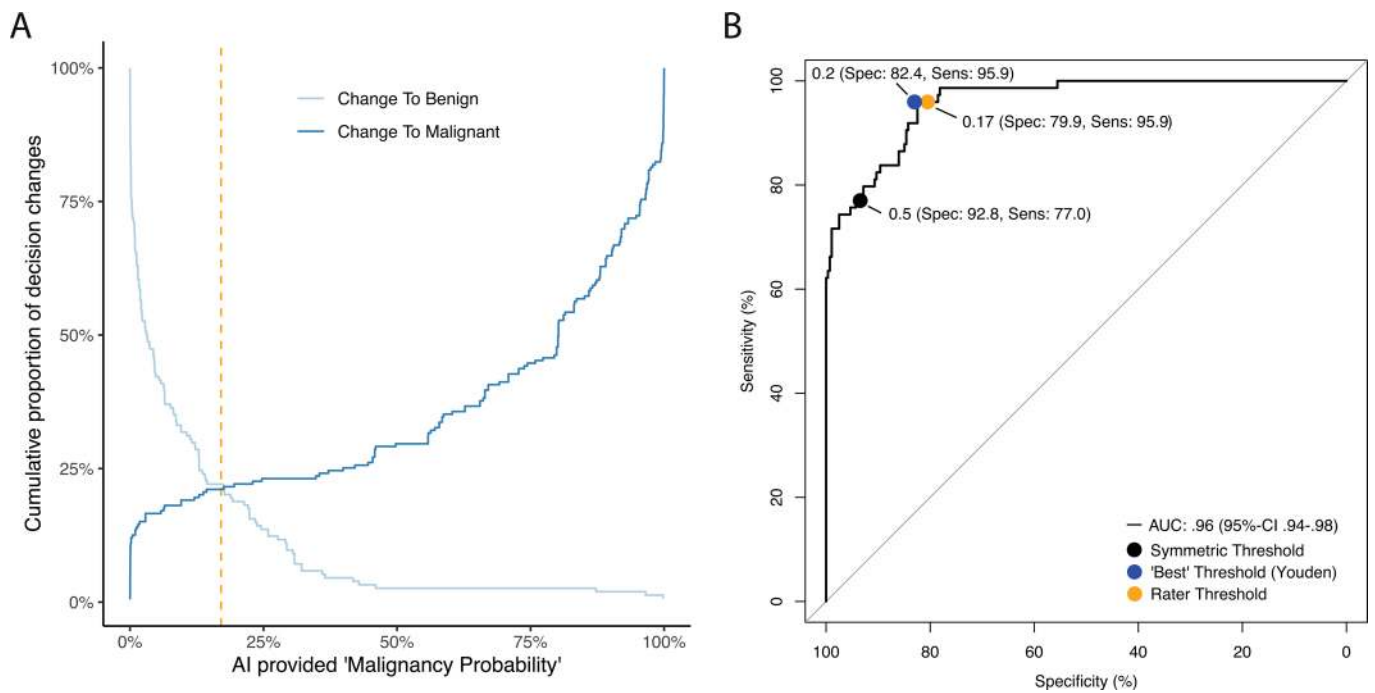 A
Cumulative proportion of decision changes
100%
75%
50%
25%
0%
Change To Benign
Change To Malignant
0%
25%
50%
75%
100%
AI provided 'Malignancy Probability'
B
Sensitivity (%)
100
80
60
40
20
0
0.2 (Spec: 82.4, Sens: 95.9)
0.17 (Spec: 79.9, Sens: 95.9)
0.5 (Spec: 92.8, Sens: 77.0)
AUC: .96 (95%-CI .94-.98)
Symmetric Threshold
'Best' Threshold (Youden)
Rater Threshold
100
80
60
40
20
0
Specificity (%)